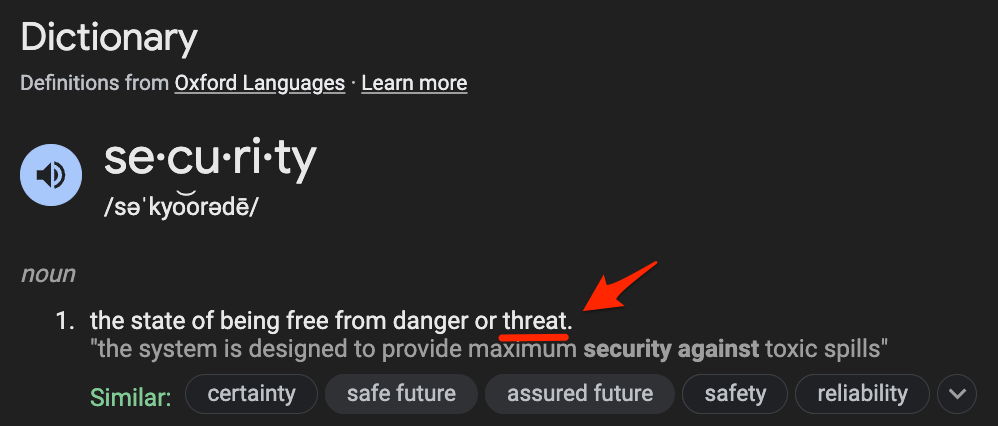 Dictionary
Definitions from Oxford Languages · Learn more
se·cu·ri·ty
/səˈkyo͝orədē/
noun
1. the state of being free from danger or threat.
"the system is designed to provide maximum security against toxic spills"
Similar: certainty safe future assured future safety reliability